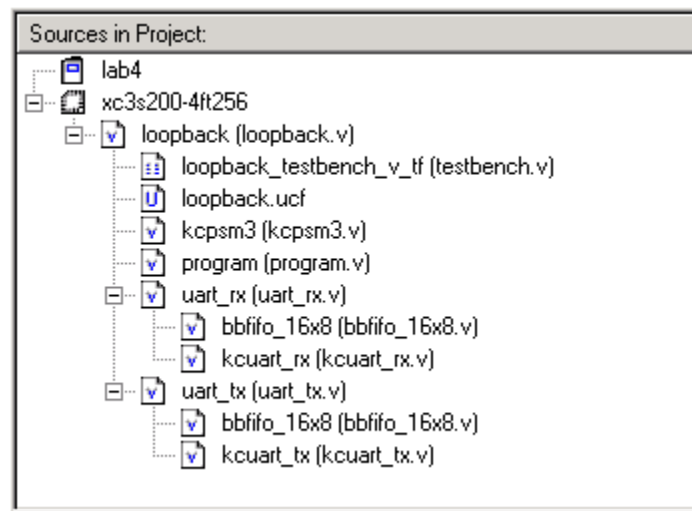 Sources in Project:
lab4
xc3s200-4ft256
loopback (loopback.v)
loopback_testbench_v_tf (testbench.v)
loopback.ucf
kcpsm3 (kcpsm3.v)
program (program.v)
uart_rx (uart_rx.v)
bbfifo_16x8 (bbfifo_16x8.v)
kcuart_rx (kcuart_rx.v)
uart_tx (uart_tx.v)
bbfifo_16x8 (bbfifo_16x8.v)
kcuart_tx (kcuart_tx.v)